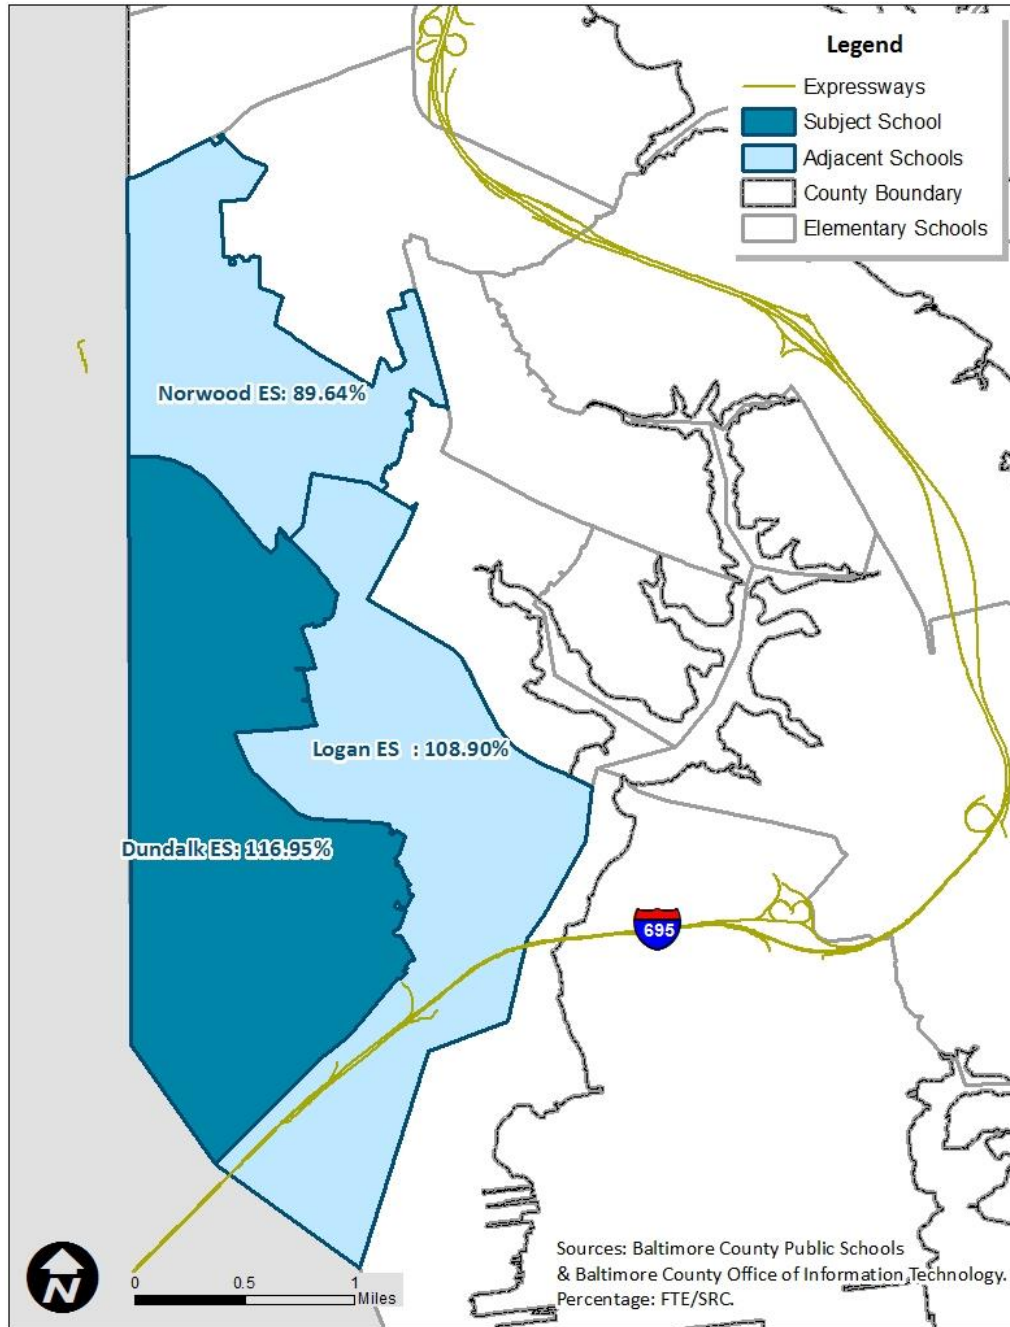 Legend
Expressways
Subject School
Adjacent Schools
County Boundary
Elementary Schools
Norwood ES: 89.64%
Logan ES : 108.90%
Dundalk ES: 116.95%
695
N
0 0.5 1
Miles
Sources: Baltimore County Public Schools
& Baltimore County Office of Information Technology.
Percentage: FTE/SRC.